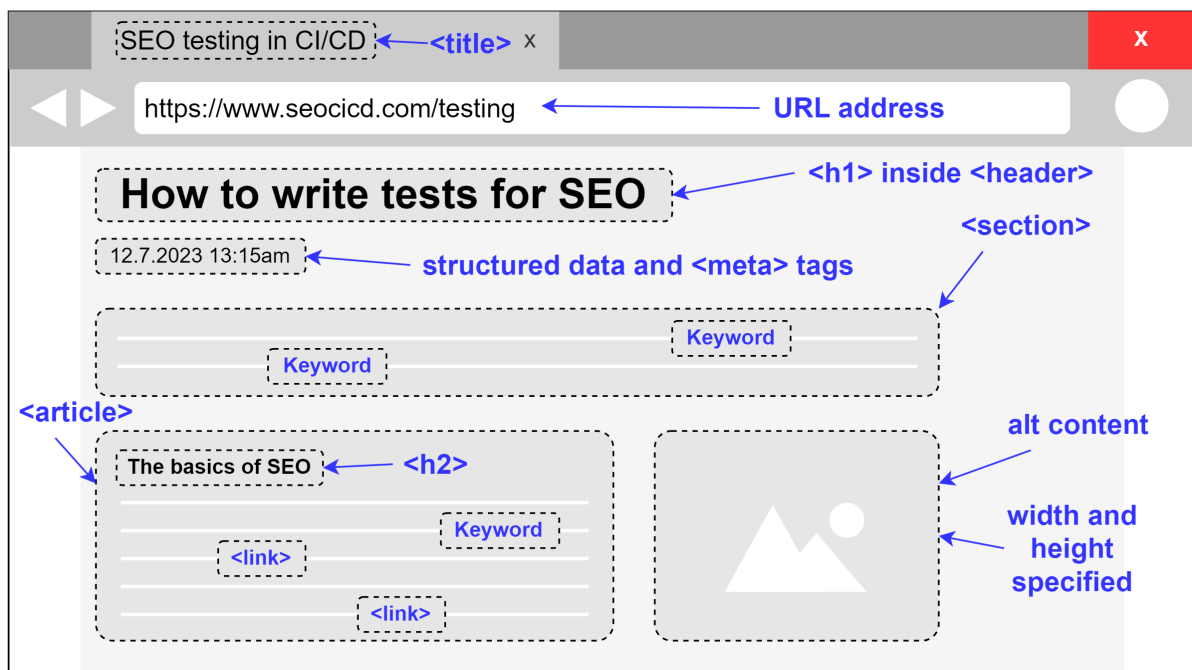 SEO testing in CI/CD <title> x
X
https://www.seocicd.com/testing URL address
How to write tests for SEO <h1> inside <header>
<section>
12.7.2023 13:15am structured data and <meta> tags
Keyword
Keyword
<article>
alt content
The basics of SEO <h2>
width and
height
specified
Keyword
<link>
<link>